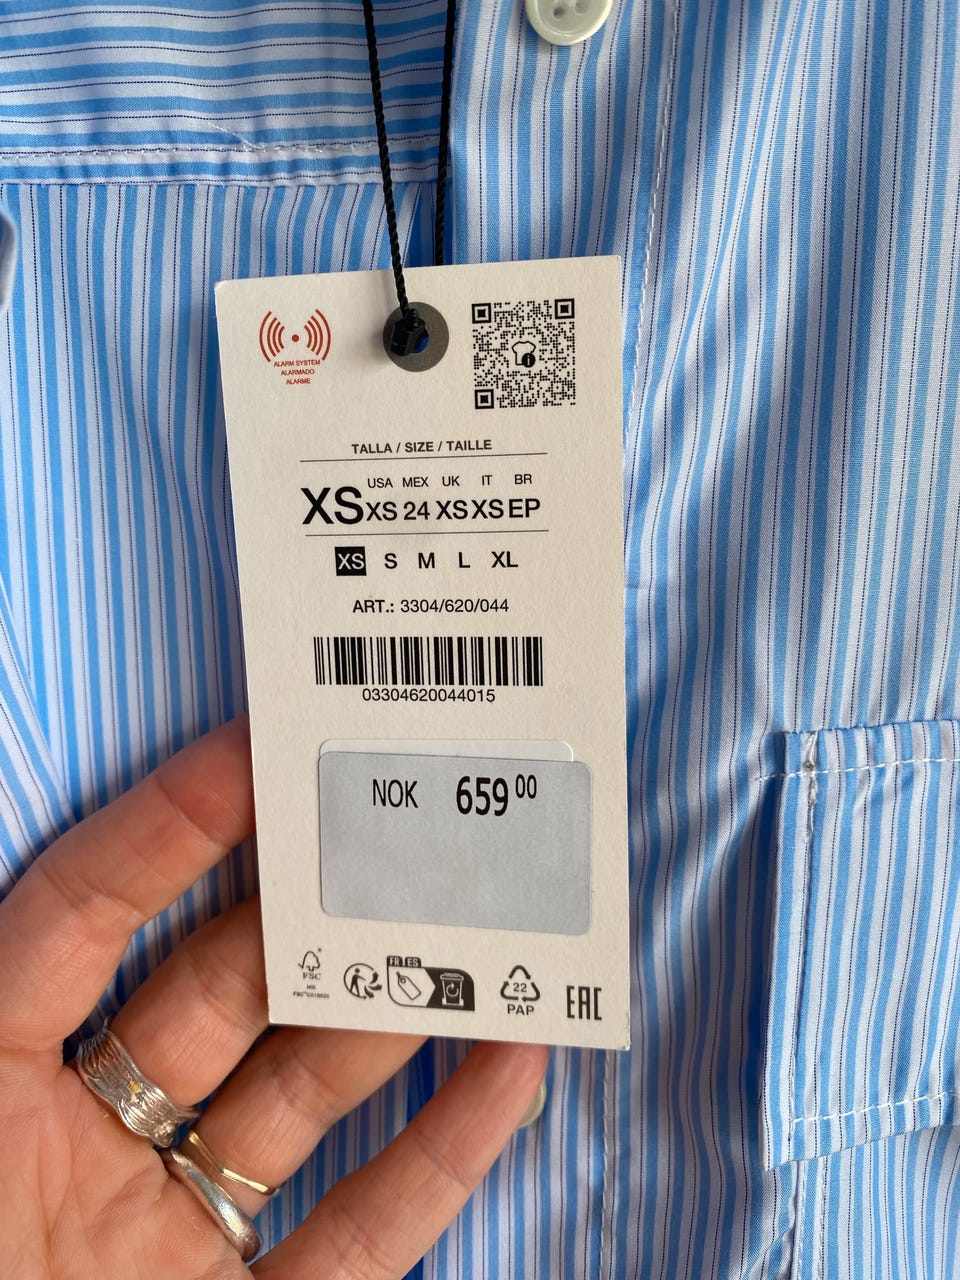 ALARM SYSTEM
ALARMADO
ALARME
TALLA / SIZE / TAILLE
USA MEX UK IT BR
XS XS 24 XS XS EP
XS S M L XL
ART.: 3304/620/044
03304620044015
NOK 659 00
FR ES
FSC
22
PAP
EAC